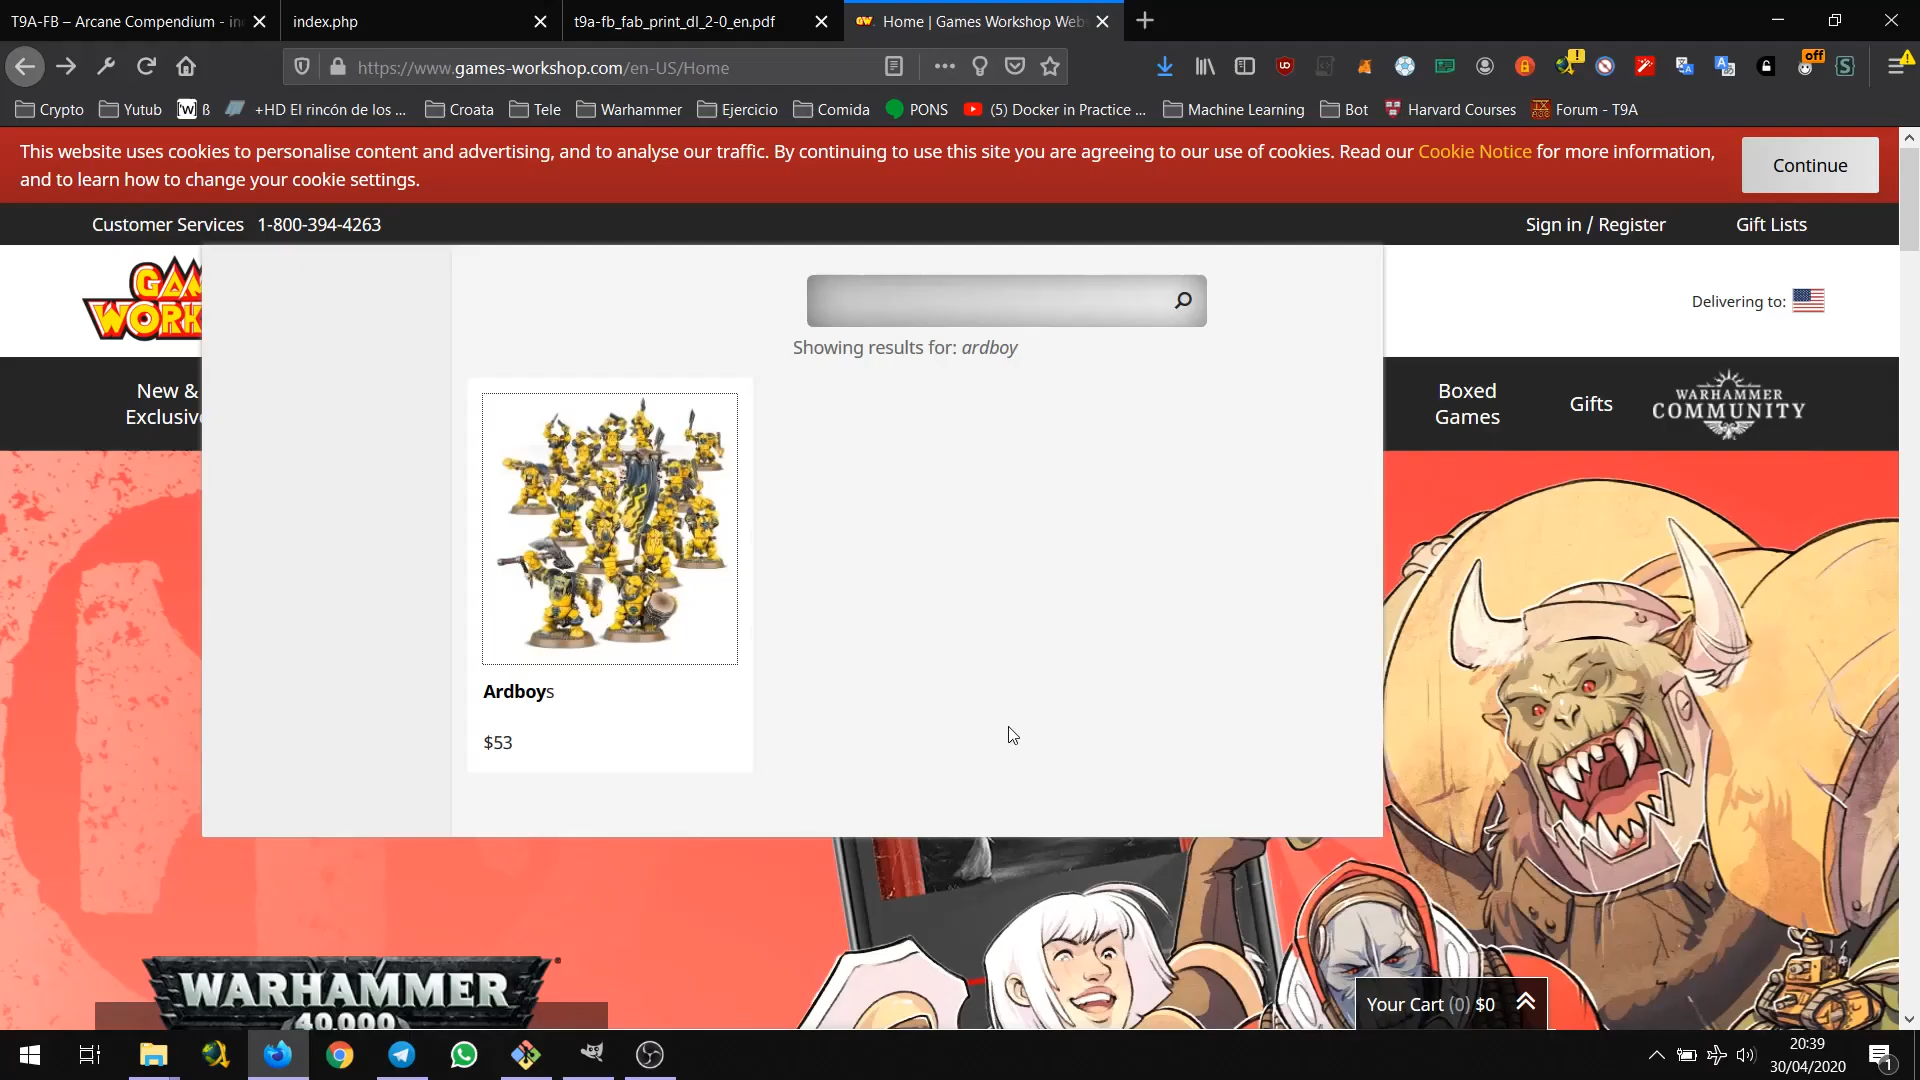 T9A-FB – Arcane Compendium - in
index.php
t9a-fb_fab_print_dl_2-0_en.pdf
Home | Games Workshop Web
https://www.games-workshop.com/en-US/Home
off
Crypto
Yutub
ß
+HD El rincón de los ...
Croata
Tele
Warhammer
Ejercicio
Comida
PONS
(5) Docker in Practice ...
Machine Learning
Bot
Harvard Courses
Forum - T9A
This website uses cookies to personalise content and advertising, and to analyse our traffic. By continuing to use this site you are agreeing to our use of cookies. Read our Cookie Notice for more information,
and to learn how to change your cookie settings.
Continue
Customer Services 1-800-394-4263
Sign in / Register
Gift Lists
GAM
WORK
Delivering to:
Showing results for: ardboy
New &
Exclusive
Boxed
Games
Gifts
WARHAMMER
COMMUNITY
Ardboys
$53
WARHAMMER
40,000
Your Cart (0) $0
20:39
30/04/2020
1